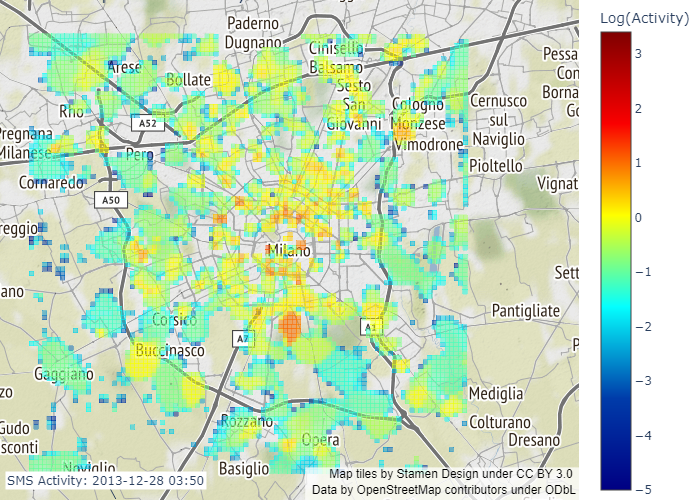 Paderno
Dugnano
Log(Activity)
Cinisello
Balsamo
Arese
Bollate
Sesto
San
Giovanni
Cologno
Monzese
Cernusco
sul
Naviglio
Rho
A52
Pregnana
Milanese
Pero
Vimodrone
Pioltello
Cornaredo
A50
Vignat
reggio
Milano
Sett
ano
Pantigliate
Corsico
A7
A1
Buccinasco
Gaggiano
Mediglia
zo
Rozzano
Opera
Colturano
Dresano
Gudo
sconti
Basiglio
Noviglio
Pessa
Con
Borna
Go
P
3
2
1
0
−1
−2
−3
−4
−5
SMS Activity: 2013-12-28 03:50
Map tiles by Stamen Design under CC BY 3.0
Data by OpenStreetMap contributors under ODbL